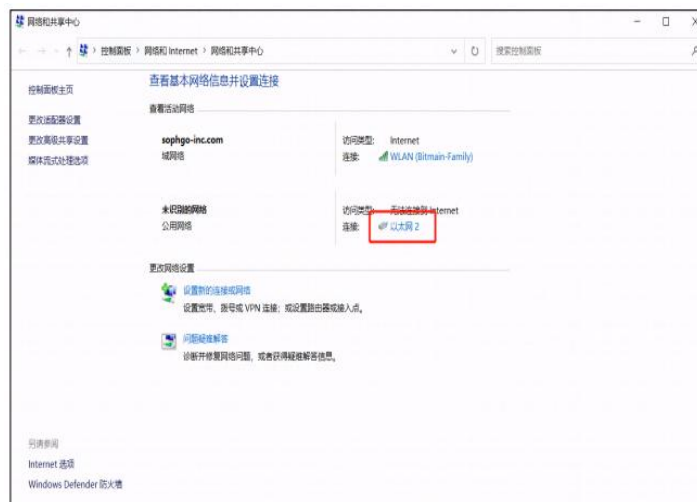 网络和共享中心
控制面板 > 网络和 Internet > 网络和共享中心
搜索控制面板
控制面板主页
更改适配器设置
更改高级共享设置
媒体流式处理选项
查看基本网络信息并设置连接
查看活动网络
sophgo-inc.com
域网络
访问类型: Internet
连接: WLAN (Bitmain-Family)
未识别的网络
公用网络
访问类型: 无法连接到 Internet
连接: 以太网 2
更改网络设置
设置新的连接或网络
设置宽带、拨号或 VPN 连接；或设置路由器或接入点。
问题疑难解答
诊断并修复网络问题，或者获得疑难解答信息。
另请参阅
Internet 选项
Windows Defender 防火墙